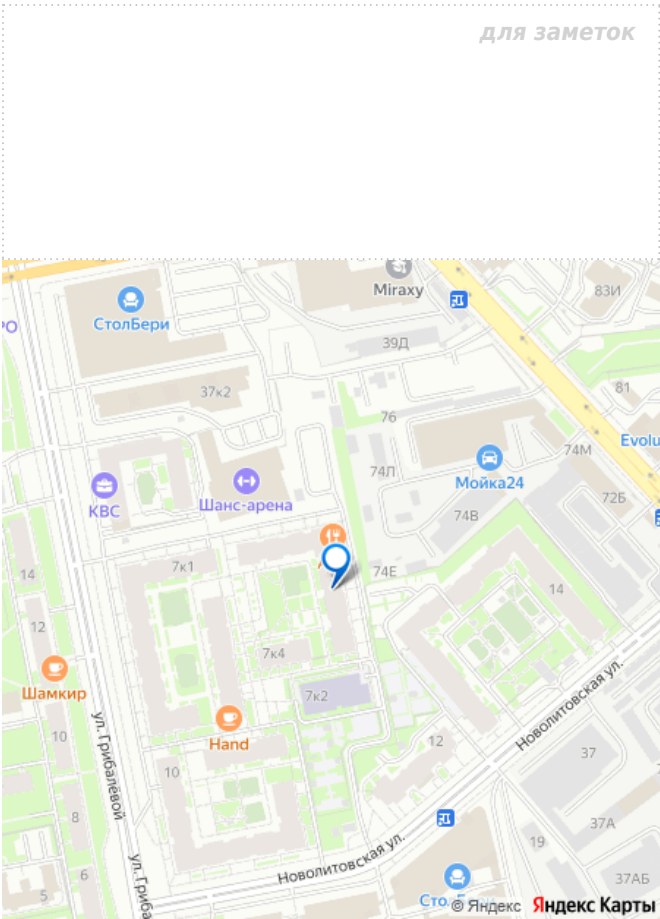 для заметок
Miraxy
83И
СтолБери
39Д
37к2
81
76
Evolu
74М
74Л
Мойка24
КВС
Шанс-арена
72Б
74В
7к1
74Е
14
14
12
7к4
Шамкир
7к2
Новолитовская ул.
ул. Грибалёвой
10
Hand
12
37
10
8
37А
Новолитовская ул.
19
ул. Гриба
6
5
37АБ
© Яндекс
Яндекс Карты